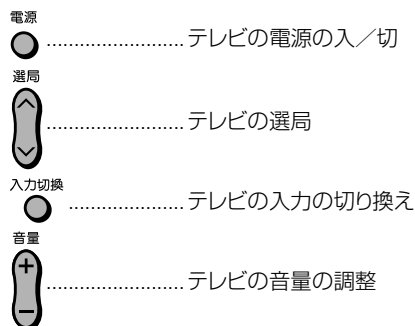 電源
........................ テレビの電源の入／切
選局
........................ テレビの選局
入力切換
.................... テレビの入力の切り換え
音量
+
........................ テレビの音量の調整
−